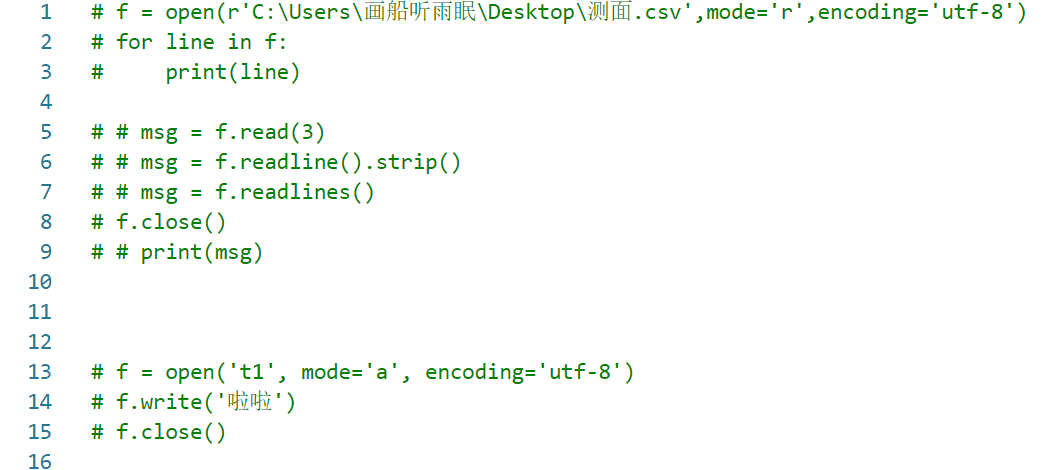 1 # f = open(r'C:\Users\画船听雨眠\Desktop\测面.csv',mode='r',encoding='utf-8')
2 # for line in f:
3 #     print(line)
4
5 # # msg = f.read(3)
6 # # msg = f.readline().strip()
7 # # msg = f.readlines()
8 # f.close()
9 # # print(msg)
10
11
12
13 # f = open('t1', mode='a', encoding='utf-8')
14 # f.write('啦啦')
15 # f.close()
16